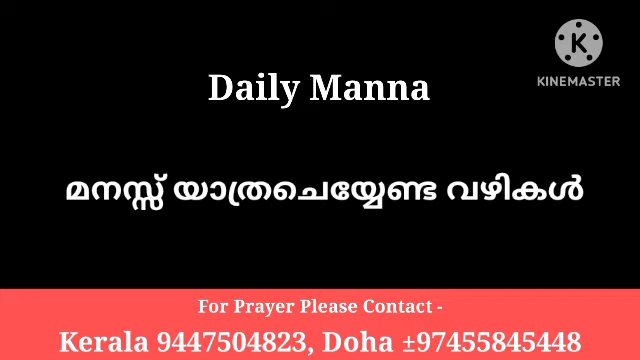 KINEMASTER
Daily Manna
മനസ്സ് യാത്രചെയ്യേണ്ട വഴികൾ
For Prayer Please Contact -
Kerala 9447504823, Doha ±97455845448